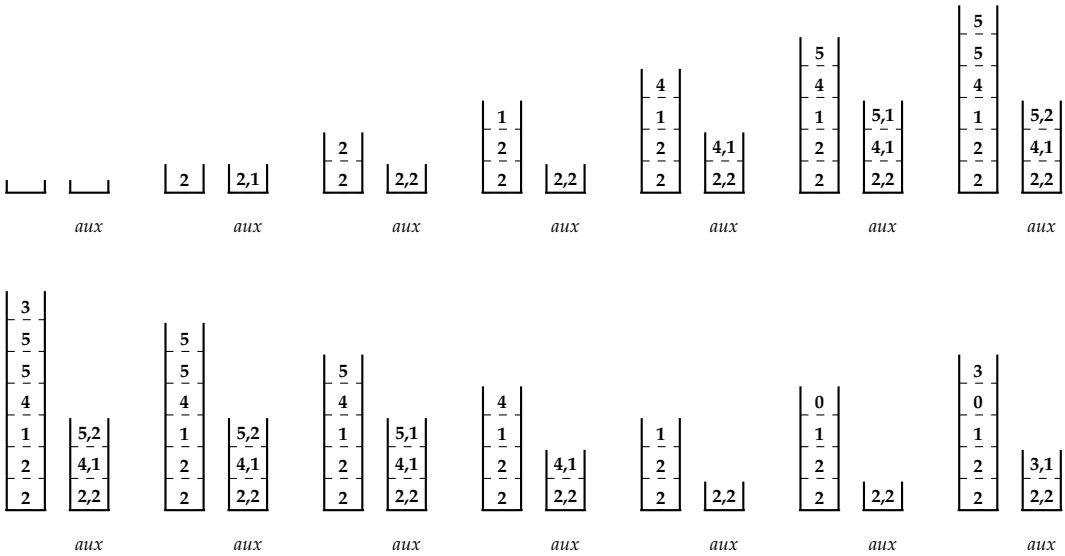 5
5 5
4 4 4
1 1 1 5,1 1 5,2
2 2 2 4,1 2 4,1 2 4,1
2 2,1 2 2,2 2 2,2 2 2,2 2 2,2 2 2,2
aux aux aux aux aux aux aux
3
5 5
5 5 5 3
4 4 4 4 0 0
1 5,2 1 5,2 1 5,1 1 1 1 1
2 4,1 2 4,1 2 4,1 2 4,1 2 2 2 3,1
2 2,2 2 2,2 2 2,2 2 2,2 2 2,2 2 2,2 2 2,2
aux aux aux aux aux aux aux